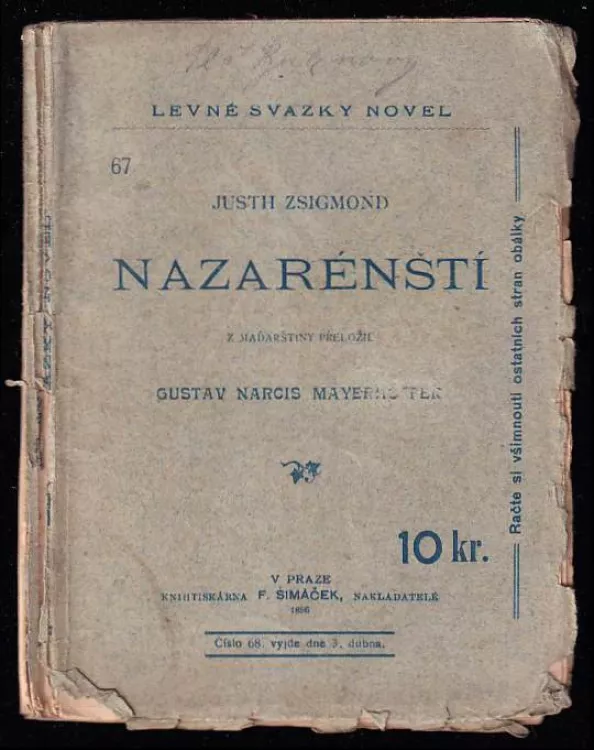 LEVNÉ SVAZKY NOVEL
67
JUSTH ZSIGMOND
NAZARÉNŠTÍ
Z MAĎARŠTINY PŘELOŽIL
GUSTAV NARCIS MAYERHOFFER
10 kr.
V PRAZE
KNIHTISKÁRNA F. ŠIMÁČEK, NAKLADATELÉ
1896
Číslo 68. vyjde dne 3. dubna.
Račte si všimnouti ostatních stran obálky